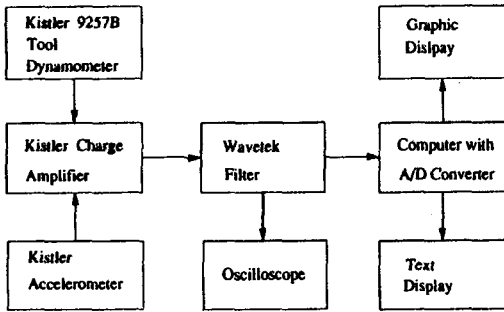 Kistler 9257B
Tool
Dynamometer
Graphic
Dislpay
Kistler Charge
Amplifier
Wavetek
Filter
Computer with
A/D Converter
Kistler
Accelerometer
Oscilloscope
Text
Display